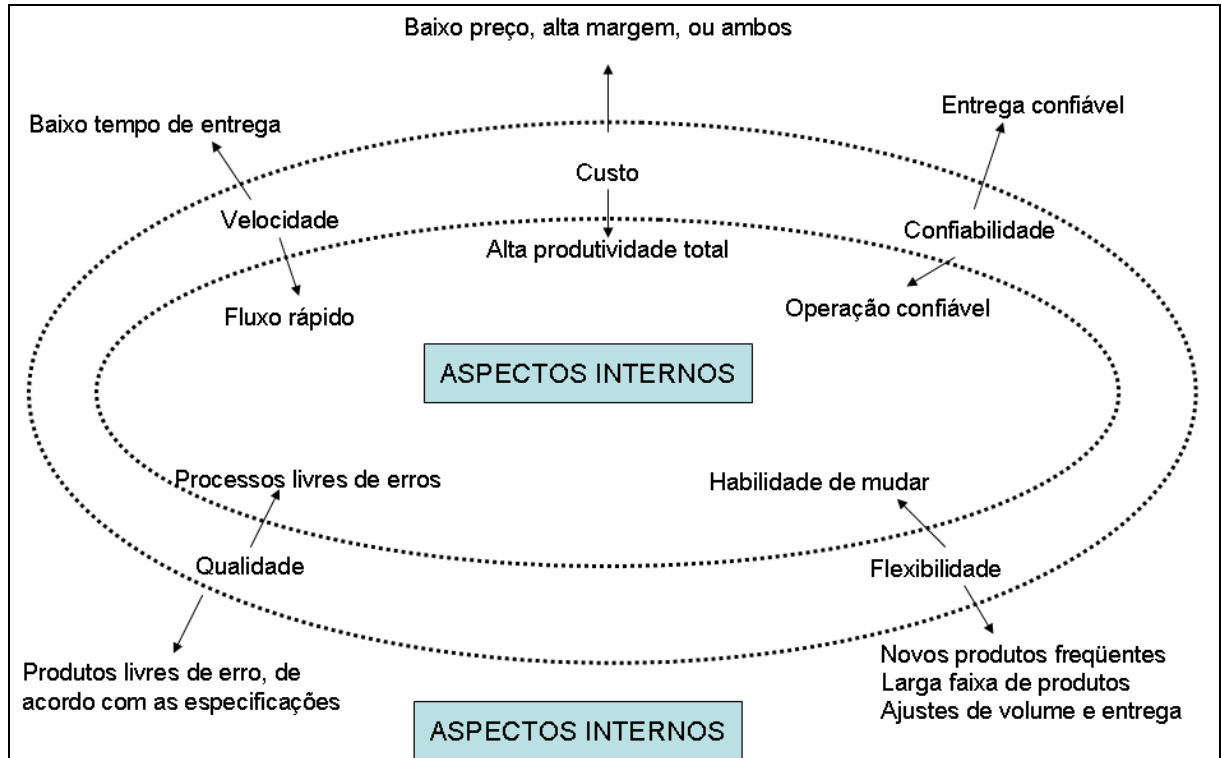 Baixo preço, alta margem, ou ambos
Entrega confiável
Baixo tempo de entrega
Custo
Velocidade
Confiabilidade
Alta produtividade total
Fluxo rápido
Operação confiável
ASPECTOS INTERNOS
Processos livres de erros
Habilidade de mudar
Qualidade
Flexibilidade
Produtos livres de erro, de
acordo com as especificações
Novos produtos freqüentes
Larga faixa de produtos
Ajustes de volume e entrega
ASPECTOS INTERNOS